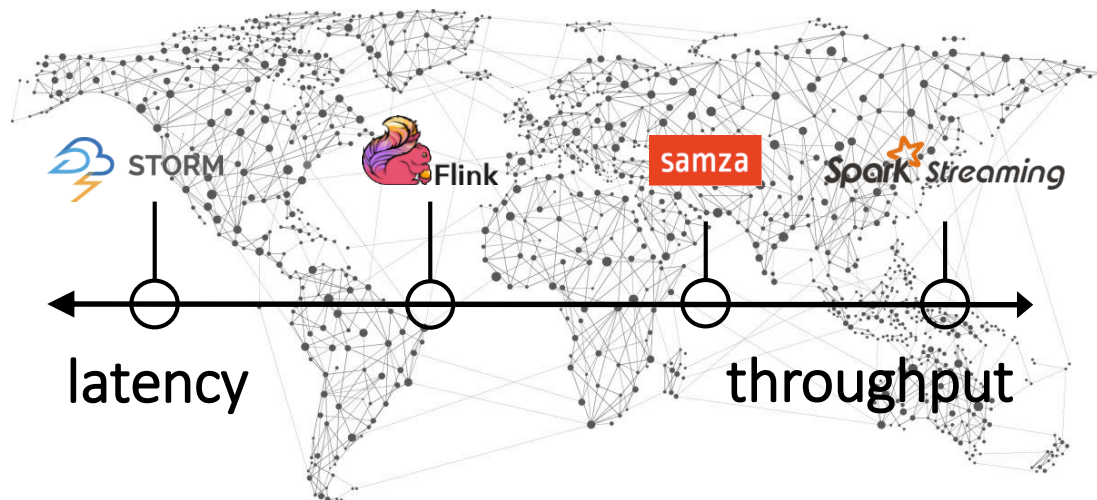 STORM
Flink
samza
Spark Streaming
latency
throughput